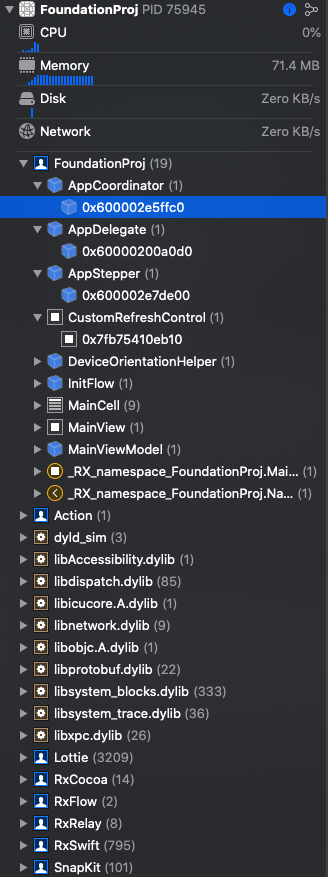 FoundationProj PID 75945
CPU 0%
Memory 71.4 MB
Disk Zero KB/s
Network Zero KB/s
FoundationProj (19)
AppCoordinator (1)
0x600002e5ffc0
AppDelegate (1)
0x60000200a0d0
AppStepper (1)
0x600002e7de00
CustomRefreshControl (1)
0x7fb75410eb10
DeviceOrientationHelper (1)
InitFlow (1)
MainCell (9)
MainView (1)
MainViewModel (1)
_RX_namespace_FoundationProj.Mai... (1)
_RX_namespace_FoundationProj.Na... (1)
Action (1)
dyld_sim (3)
libAccessibility.dylib (1)
libdispatch.dylib (85)
libicucore.A.dylib (1)
libnetwork.dylib (9)
libobjc.A.dylib (1)
libprotobuf.dylib (22)
libsystem_blocks.dylib (333)
libsystem_trace.dylib (36)
libxpc.dylib (26)
Lottie (3209)
RxCocoa (14)
RxFlow (2)
RxRelay (8)
RxSwift (795)
SnapKit (101)